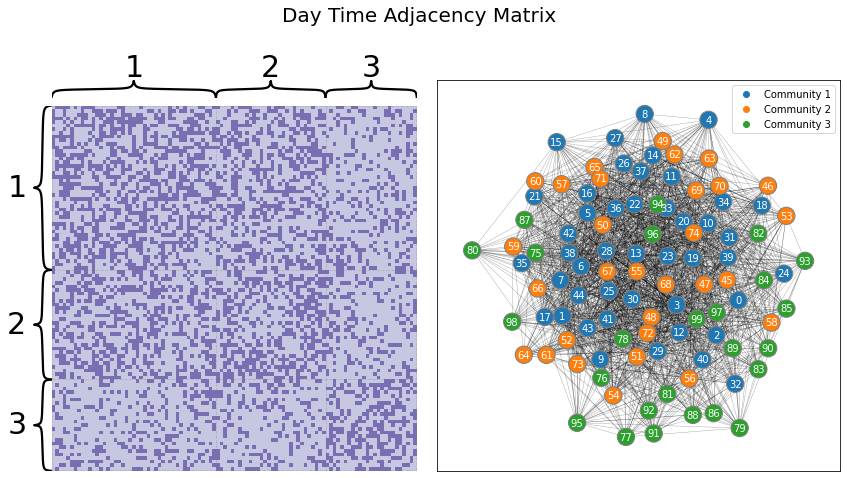 Day Time Adjacency Matrix
1 2 3
1
2
3
Community 1
Community 2
Community 3
8 4
15 27 49
14 62 63
26 37 11
65 71
60 57 69 70 46
21 16 34 18
5 36 22 94 33 53
87 50 20 10
42 96 74 31 82
59 75 38 28 13 23 19 39
80 35 6 93
67 55 24
7 68 47 45 84
66 44 25 30 0
3 97 85
98 17 1 41 48 99 58
43 72 12 2
52 78
64 61 51 29 89 90
73 9 40 83
76 56 32
54 81
92 88 86
95 77 91 79